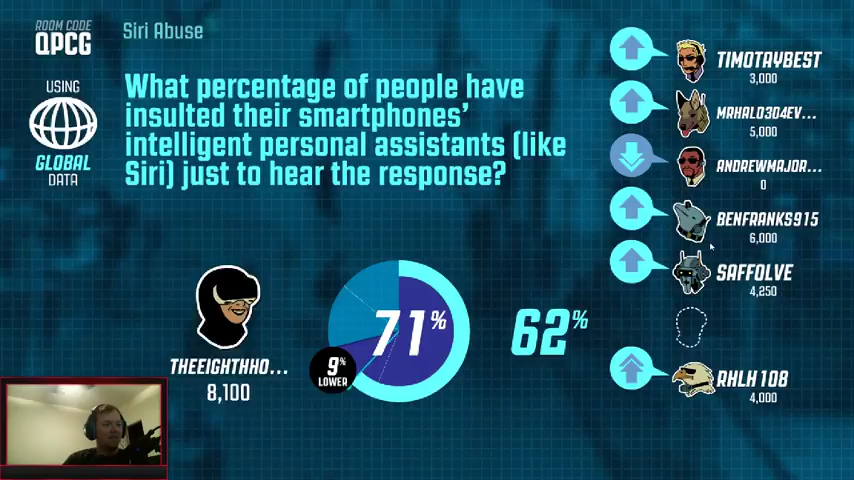 ROOM CODE
QPCG
Siri Abuse
USING
GLOBAL
DATA
What percentage of people have
insulted their smartphones'
intelligent personal assistants (like
Siri) just to hear the response?
THEEIGHTHHO...
8,100
71%
9%
LOWER
62%
TIMOTAYBEST
3,000
MRHALD3D4EV...
5,000
ANDREWMAJOR...
0
BENFRANKS915
6,000
SAFFOLVE
4,250
RHLH108
4,000